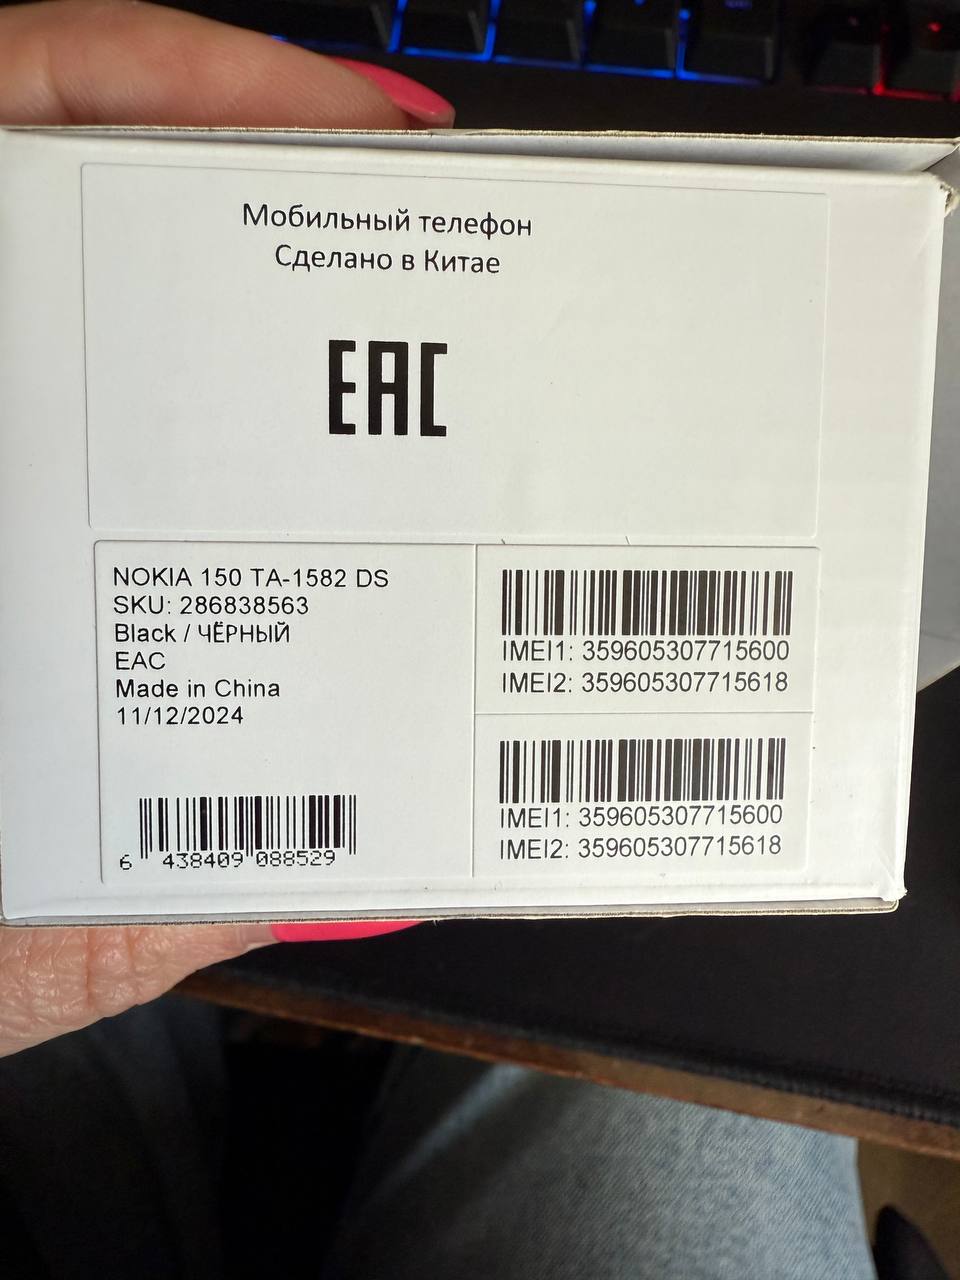 Мобильный телефон
Сделано в Китае
EAC
NOKIA 150 TA-1582 DS
SKU: 286838563
Black / ЧЁРНЫЙ
EAC
Made in China
11/12/2024
6 438409 088529
IMEI1: 359605307715600
IMEI2: 359605307715618
IMEI1: 359605307715600
IMEI2: 359605307715618